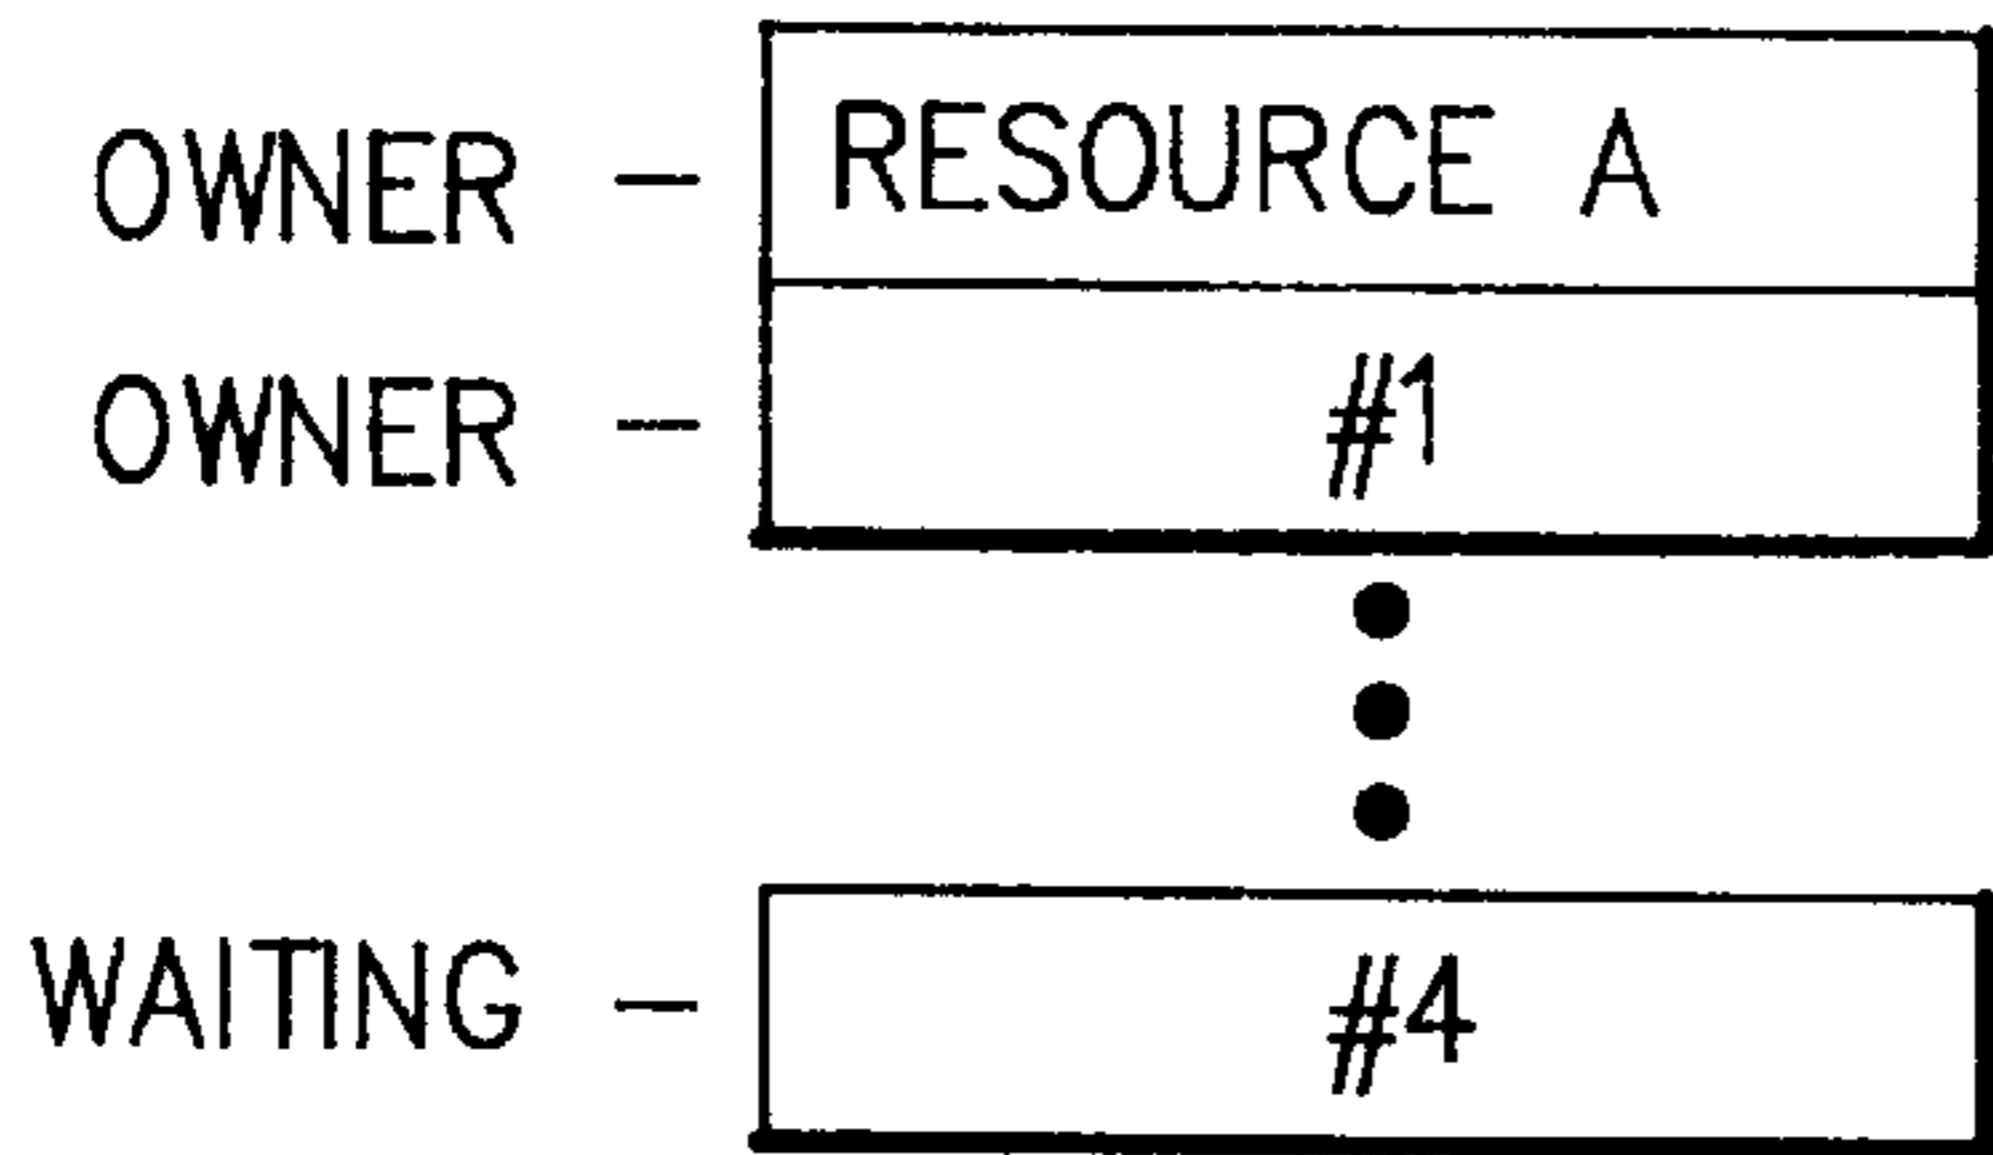 OWNER - RESOURCE A
OWNER - #1
WAITING - #4